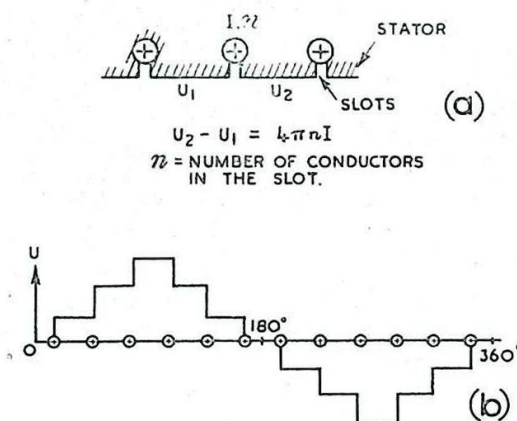 I.n
STATOR
U₁ U₂ SLOTS (a)
U₂ - U₁ = 4πnI
n = NUMBER OF CONDUCTORS
IN THE SLOT.
U
180°
O 360°
(b)